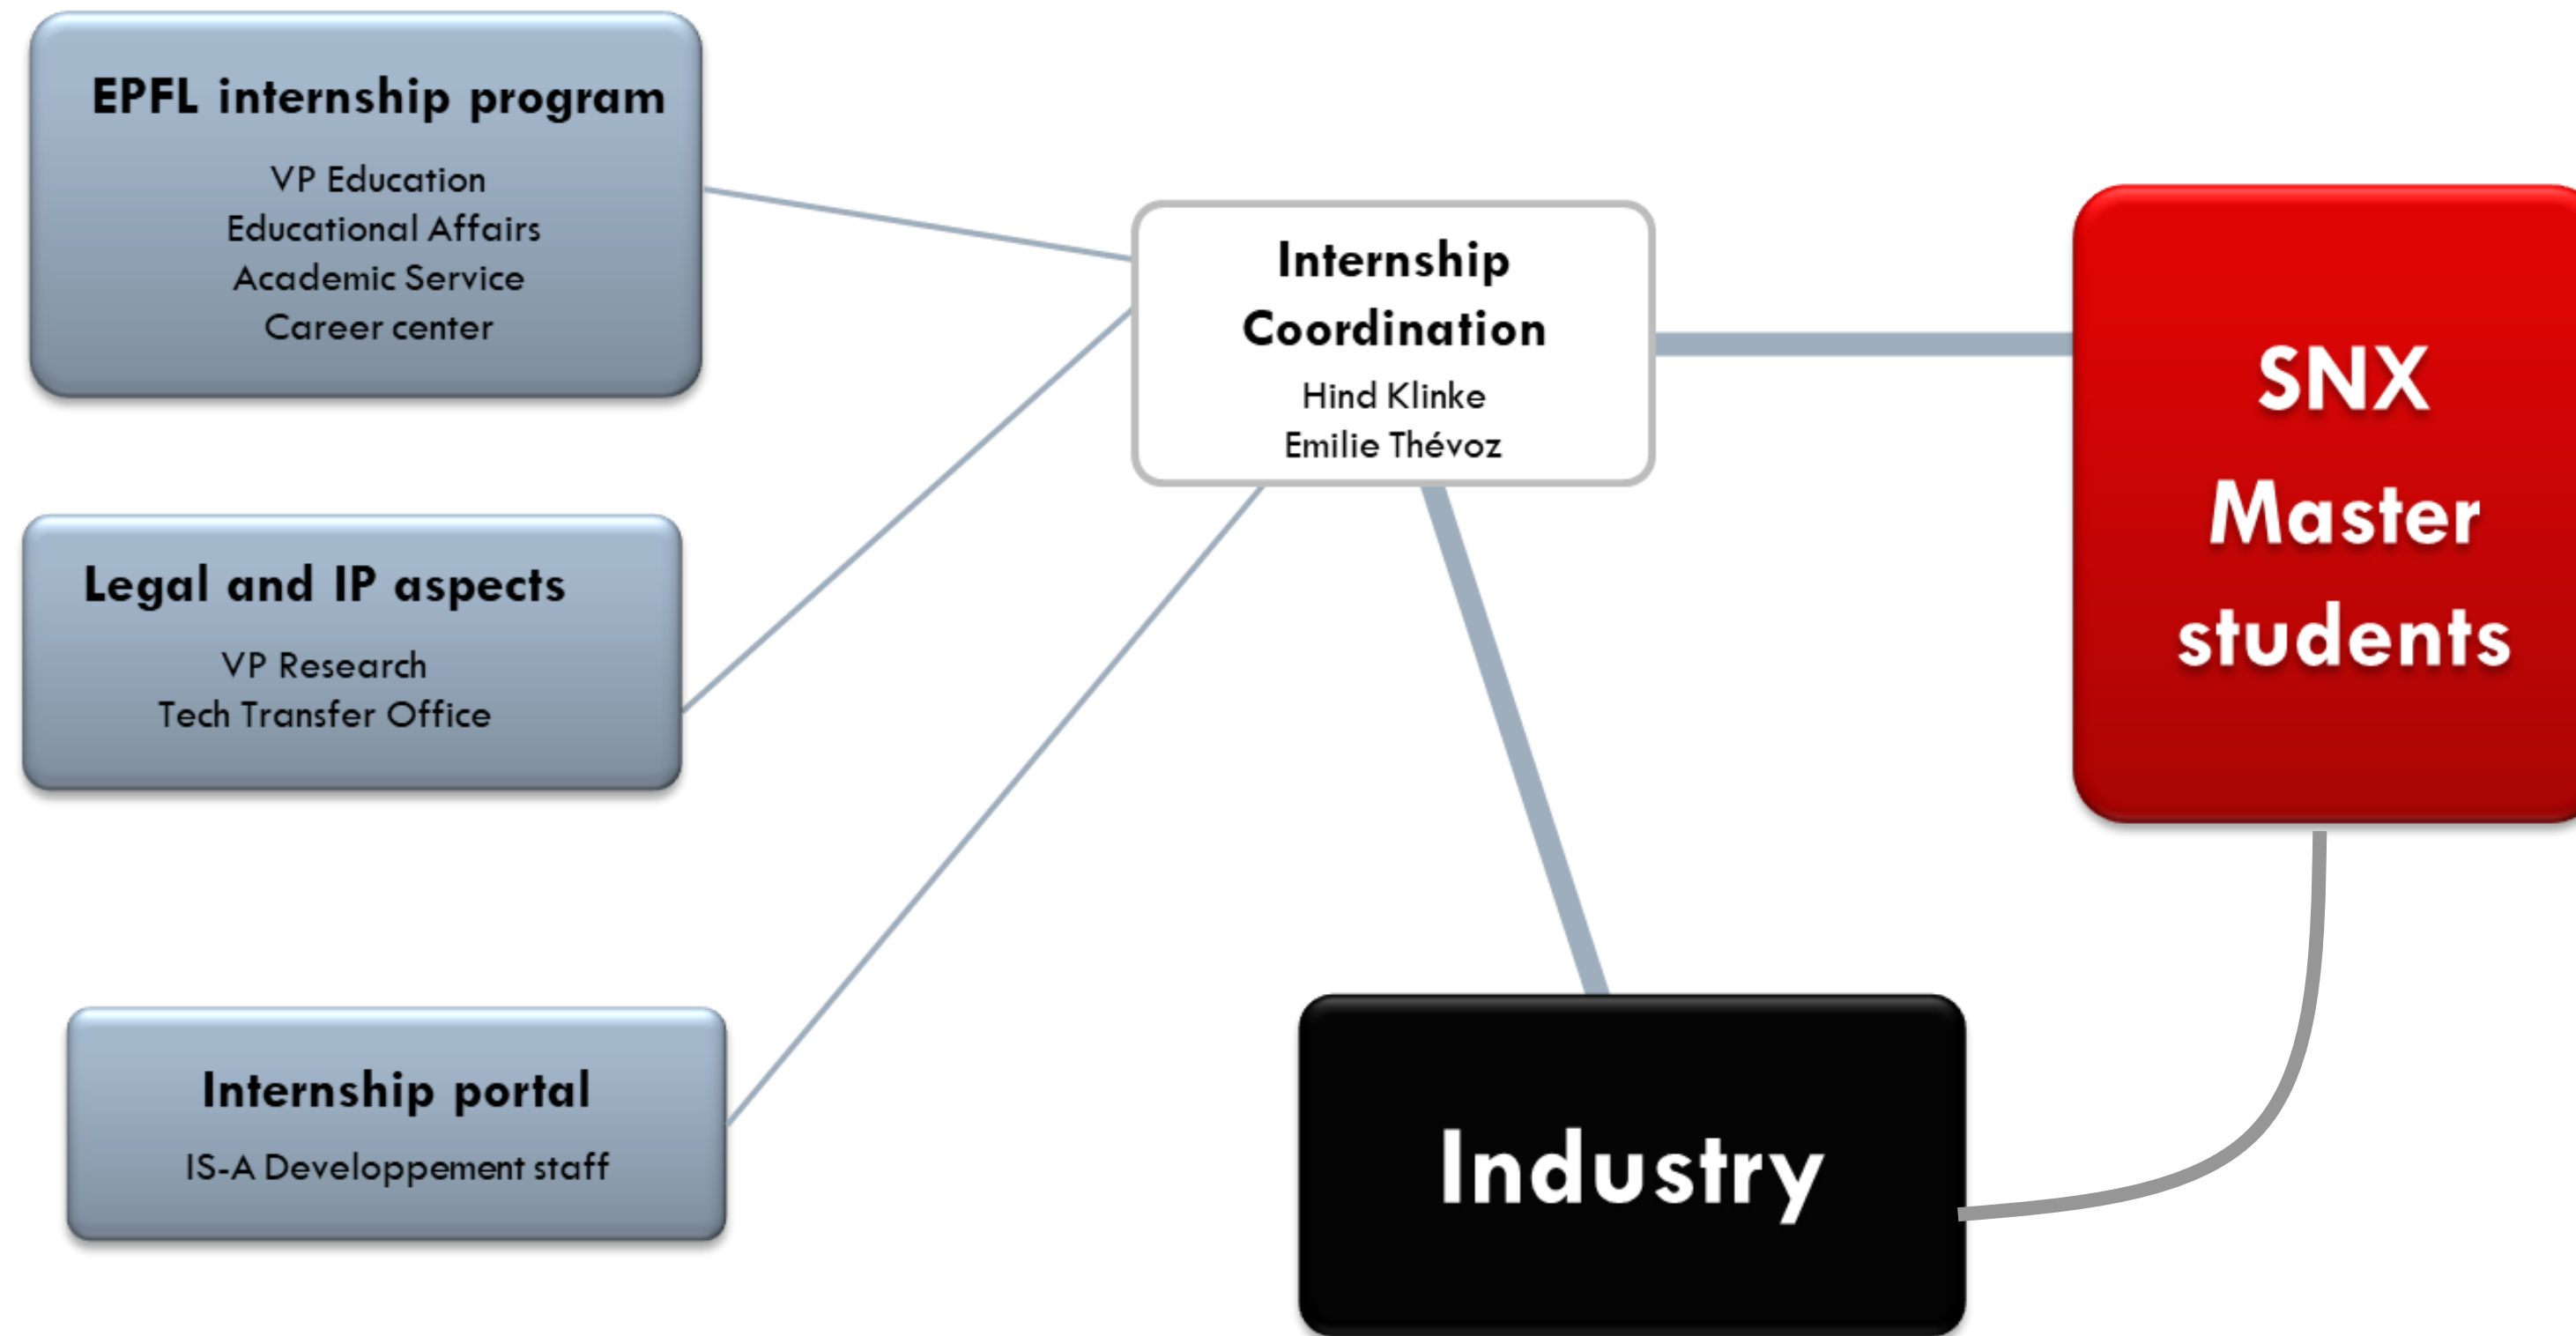 EPFL internship program
VP Education
Educational Affairs
Academic Service
Career center
Legal and IP aspects
VP Research
Tech Transfer Office
Internship portal
IS-A Developpement staff
Internship
Coordination
Hind Klinke
Emilie Thévoz
SNX
Master
students
Industry